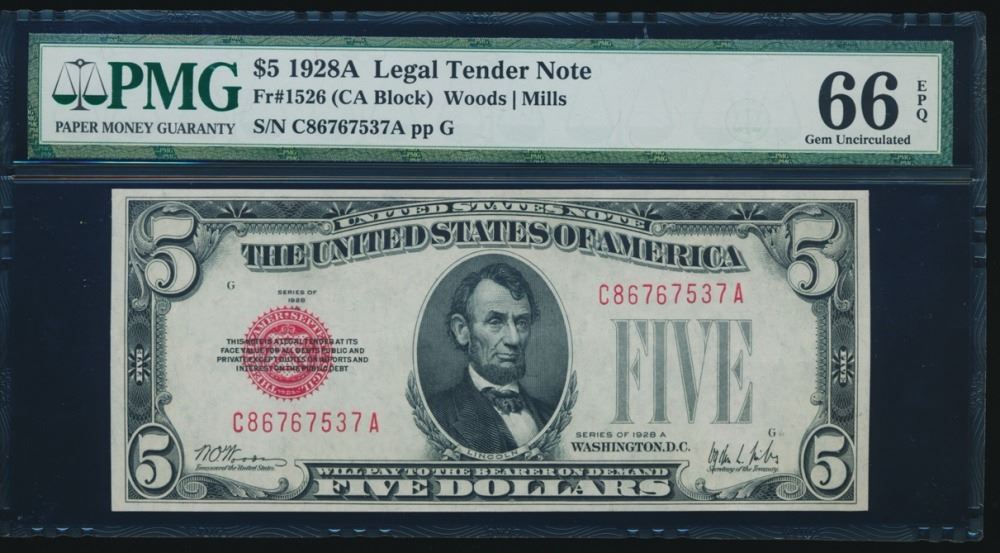 PMG
PAPER MONEY GUARANTY
$5 1928A Legal Tender Note
Fr#1526 (CA Block) Woods | Mills
S/N C86767537A pp G
66 EPQ
Gem Uncirculated
5
UNITED STATES NOTE
THE UNITED STATES OF AMERICA
5
G
SERIES OF
1928
C86767537A
THIS NOTE IS A LEGAL TENDER AT ITS
FACE VALUE FOR ALL DEBTS PUBLIC AND
PRIVATE EXCEPT DUTIES ON IMPORTS AND
INTEREST ON THE PUBLIC DEBT
FIVE
FIVE
FIVE
C86767537A
SERIES OF 1928 A
G
WASHINGTON, D.C.
LINCOLN
Treasurer of the United States.
Secretary of the Treasury.
5
WILL PAY TO THE BEARER ON DEMAND
FIVE DOLLARS
5